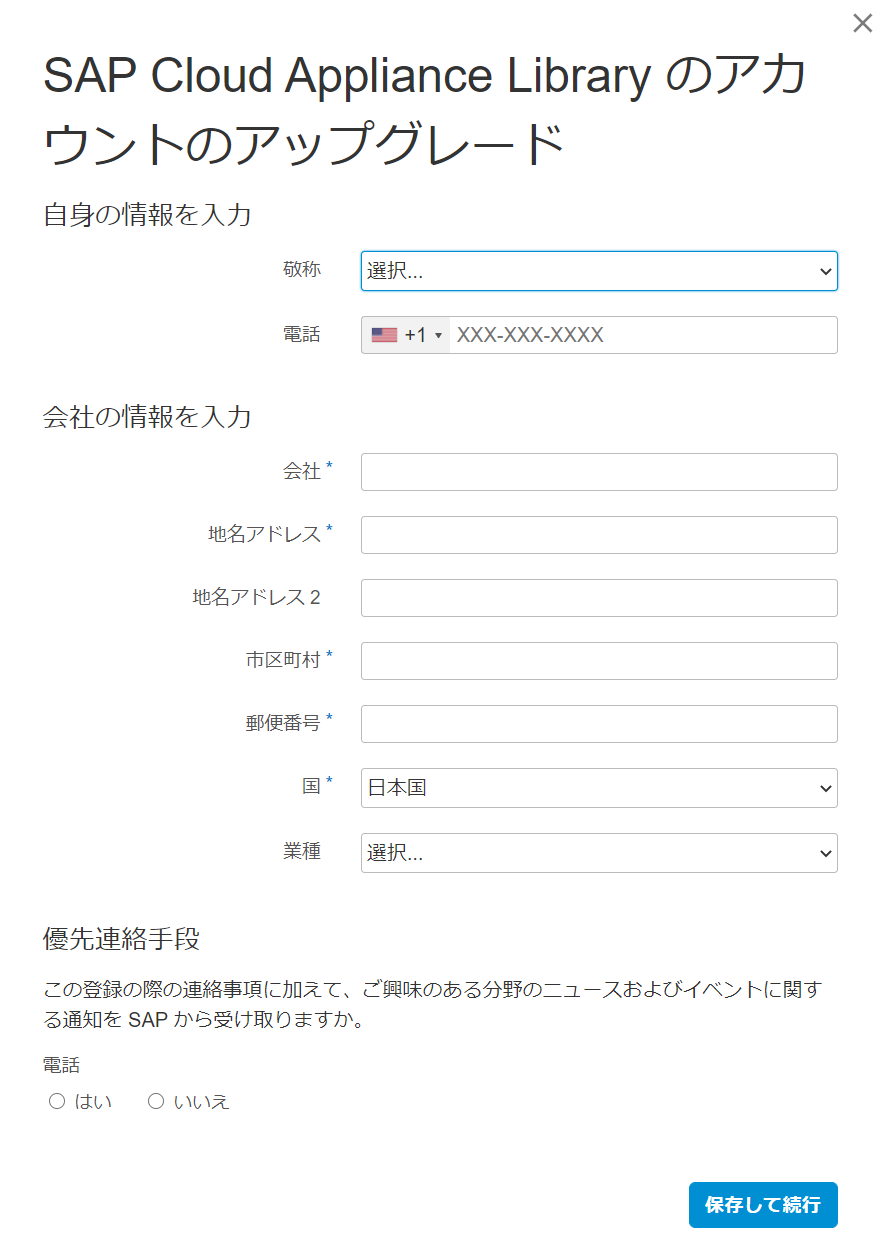 SAP Cloud Appliance Library のアカ
ウントのアップグレード
自身の情報を入力
敬称
選択...
電話
+1
XXX-XXX-XXXX
会社の情報を入力
会社 *
地名アドレス *
地名アドレス 2
市区町村 *
郵便番号 *
国 *
日本国
業種
選択...
優先連絡手段
この登録の際の連絡事項に加えて、ご興味のある分野のニュースおよびイベントに関す
る通知を SAP から受け取りますか。
電話
はい いいえ
保存して続行